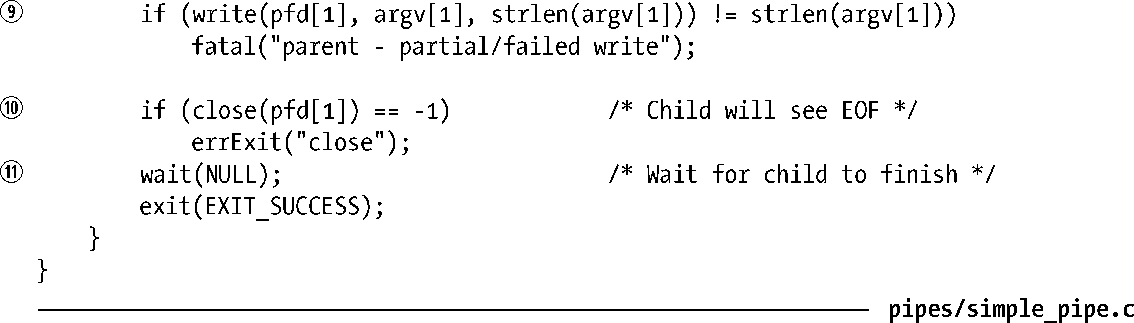 ⑨ if (write(pfd[1], argv[1], strlen(argv[1])) != strlen(argv[1]))
fatal("parent - partial/failed write");
⑩ if (close(pfd[1]) == -1) /* Child will see EOF */
errExit("close");
⑪ wait(NULL); /* Wait for child to finish */
exit(EXIT_SUCCESS);
}
}
pipes/simple_pipe.c